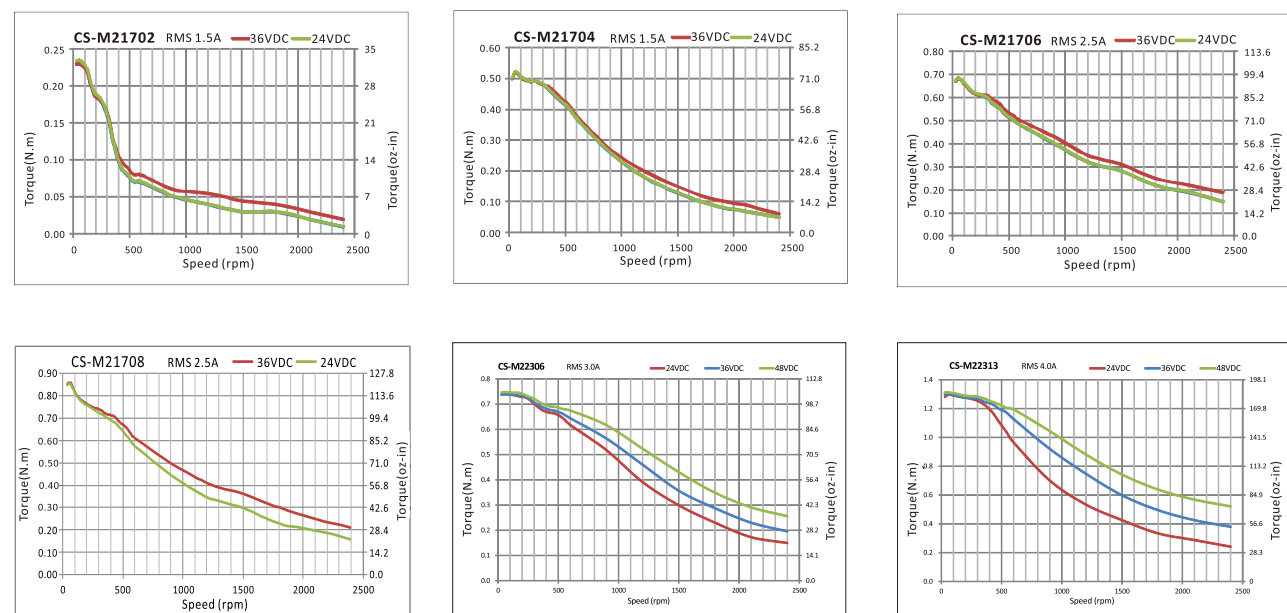 CS-M21702 RMS 1.5A 36VDC 24VDC
0.25 35
0.20 28
0.15 21
0.10 14
0.05 7
0.00 0
0 500 1000 1500 2000 2500
Speed (rpm)
Torque(N.m)
Torque(oz-in)
CS-M21704 RMS 1.5A 36VDC 24VDC
0.60 85.2
0.50 71.0
0.40 56.8
0.30 42.6
0.20 28.4
0.10 14.2
0.00 0.0
0 500 1000 1500 2000 2500
Speed (rpm)
Torque(N.m)
Torque(oz-in)
CS-M21706 RMS 2.5A 36VDC 24VDC
0.80 113.6
0.70 99.4
0.60 85.2
0.50 71.0
0.40 56.8
0.30 42.6
0.20 28.4
0.10 14.2
0.00 0.0
0 500 1000 1500 2000 2500
Speed (rpm)
Torque(N.m)
Torque(oz-in)
CS-M21708 RMS 2.5A 36VDC 24VDC
0.90 127.8
0.80 113.6
0.70 99.4
0.60 85.2
0.50 71.0
0.40 56.8
0.30 42.6
0.20 28.4
0.10 14.2
0.00 0.0
0 500 1000 1500 2000 2500
Speed (rpm)
Torque(N.m)
Torque(oz-in)
CS-M22306 RMS 3.0A 24VDC 36VDC 48VDC
0.8 112.8
0.7 98.7
0.6 84.6
0.5 70.5
0.4 56.4
0.3 42.3
0.2 28.2
0.1 14.1
0.0 0.0
0 500 1000 1500 2000 2500
Speed (rpm)
Torque(N.m)
Torque(oz-in)
CS-M22313 RMS 4.0A 24VDC 36VDC 48VDC
1.4 198.1
1.2 169.8
1.0 141.5
0.8 113.2
0.6 84.9
0.4 56.6
0.2 28.3
0.0 0
0 500 1000 1500 2000 2500
Speed (rpm)
Torque(N.m)
Torque(oz-in)